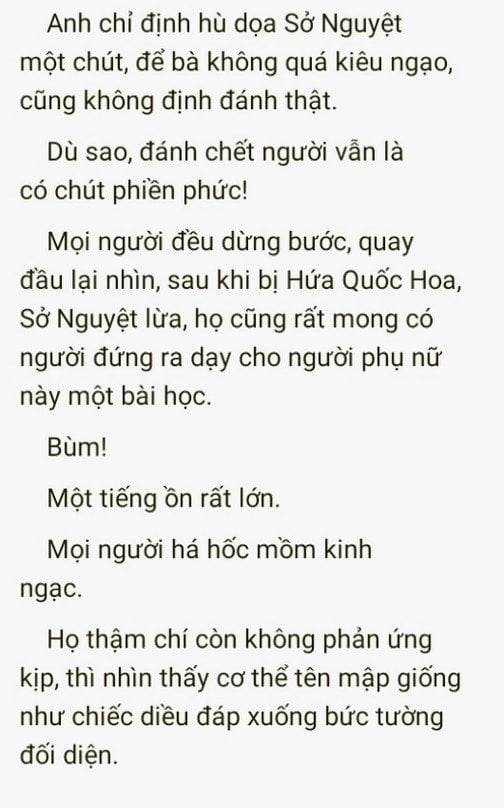 Anh chỉ định hù dọa Sở Nguyệt
một chút, để bà không quá kiêu ngạo,
cũng không định đánh thật.
Dù sao, đánh chết người vẫn là
có chút phiền phức!
Mọi người đều dừng bước, quay
đầu lại nhìn, sau khi bị Hứa Quốc Hoa,
Sở Nguyệt lừa, họ cũng rất mong có
người đứng ra dạy cho người phụ nữ
này một bài học.
Bùm!
Một tiếng ồn rất lớn.
Mọi người há hốc mồm kinh
ngạc.
Họ thậm chí còn không phản ứng
kịp, thì nhìn thấy cơ thể tên mập giống
như chiếc diều đáp xuống bức tường
đối diện.